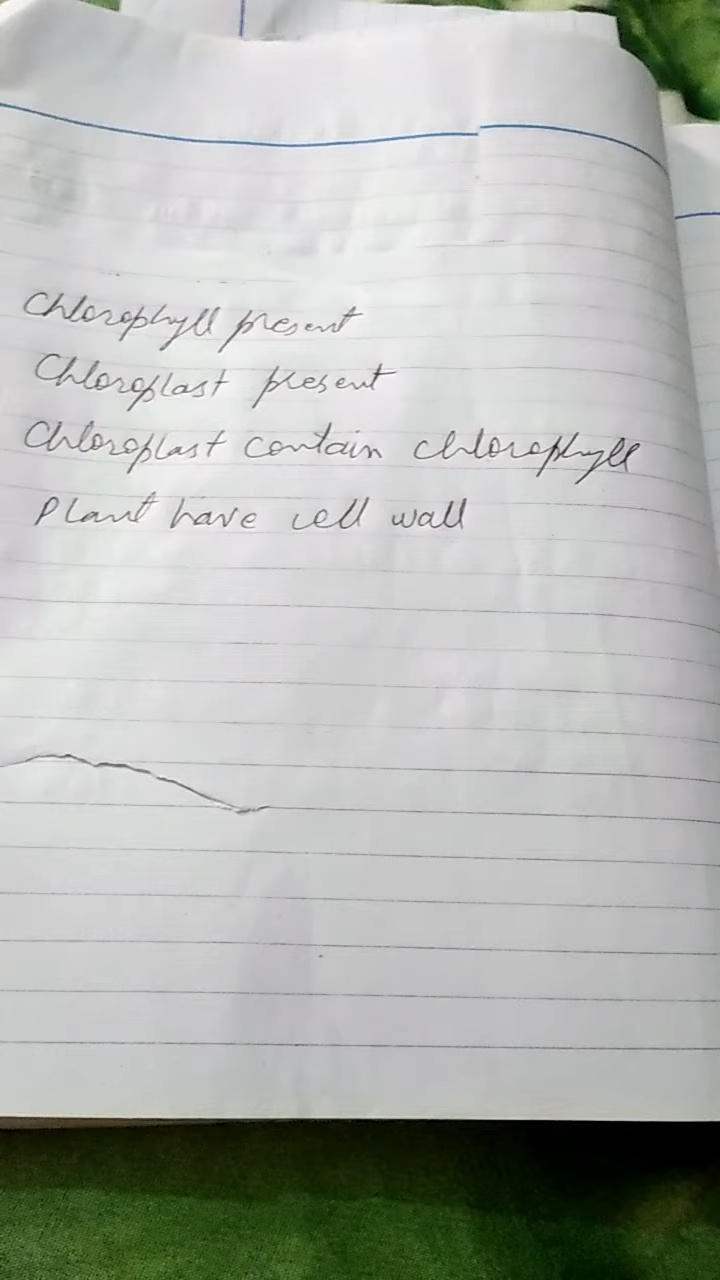 Chlorophyll present
Chloroplast present
Chloroplast contain chlorophyll
Plant have cell wall